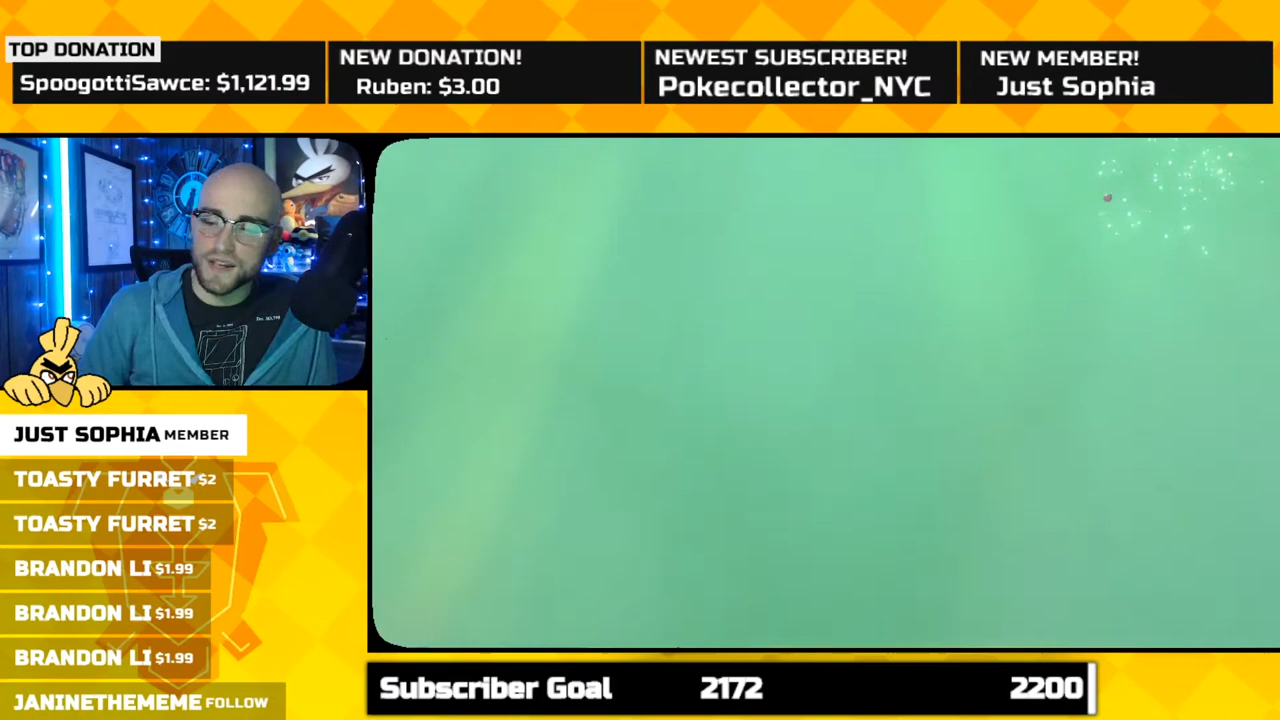 TOP DONATION
SpoogottiSawce: $1,121.99
NEW DONATION!
Ruben: $3.00
NEWEST SUBSCRIBER!
Pokecollector_NYC
NEW MEMBER!
Just Sophia
JUST SOPHIA MEMBER
TOASTY FURRET $2
TOASTY FURRET $2
BRANDON LI $1.99
BRANDON LI $1.99
BRANDON LI $1.99
JANINETHEMEME FOLLOW
Subscriber Goal 2172 2200